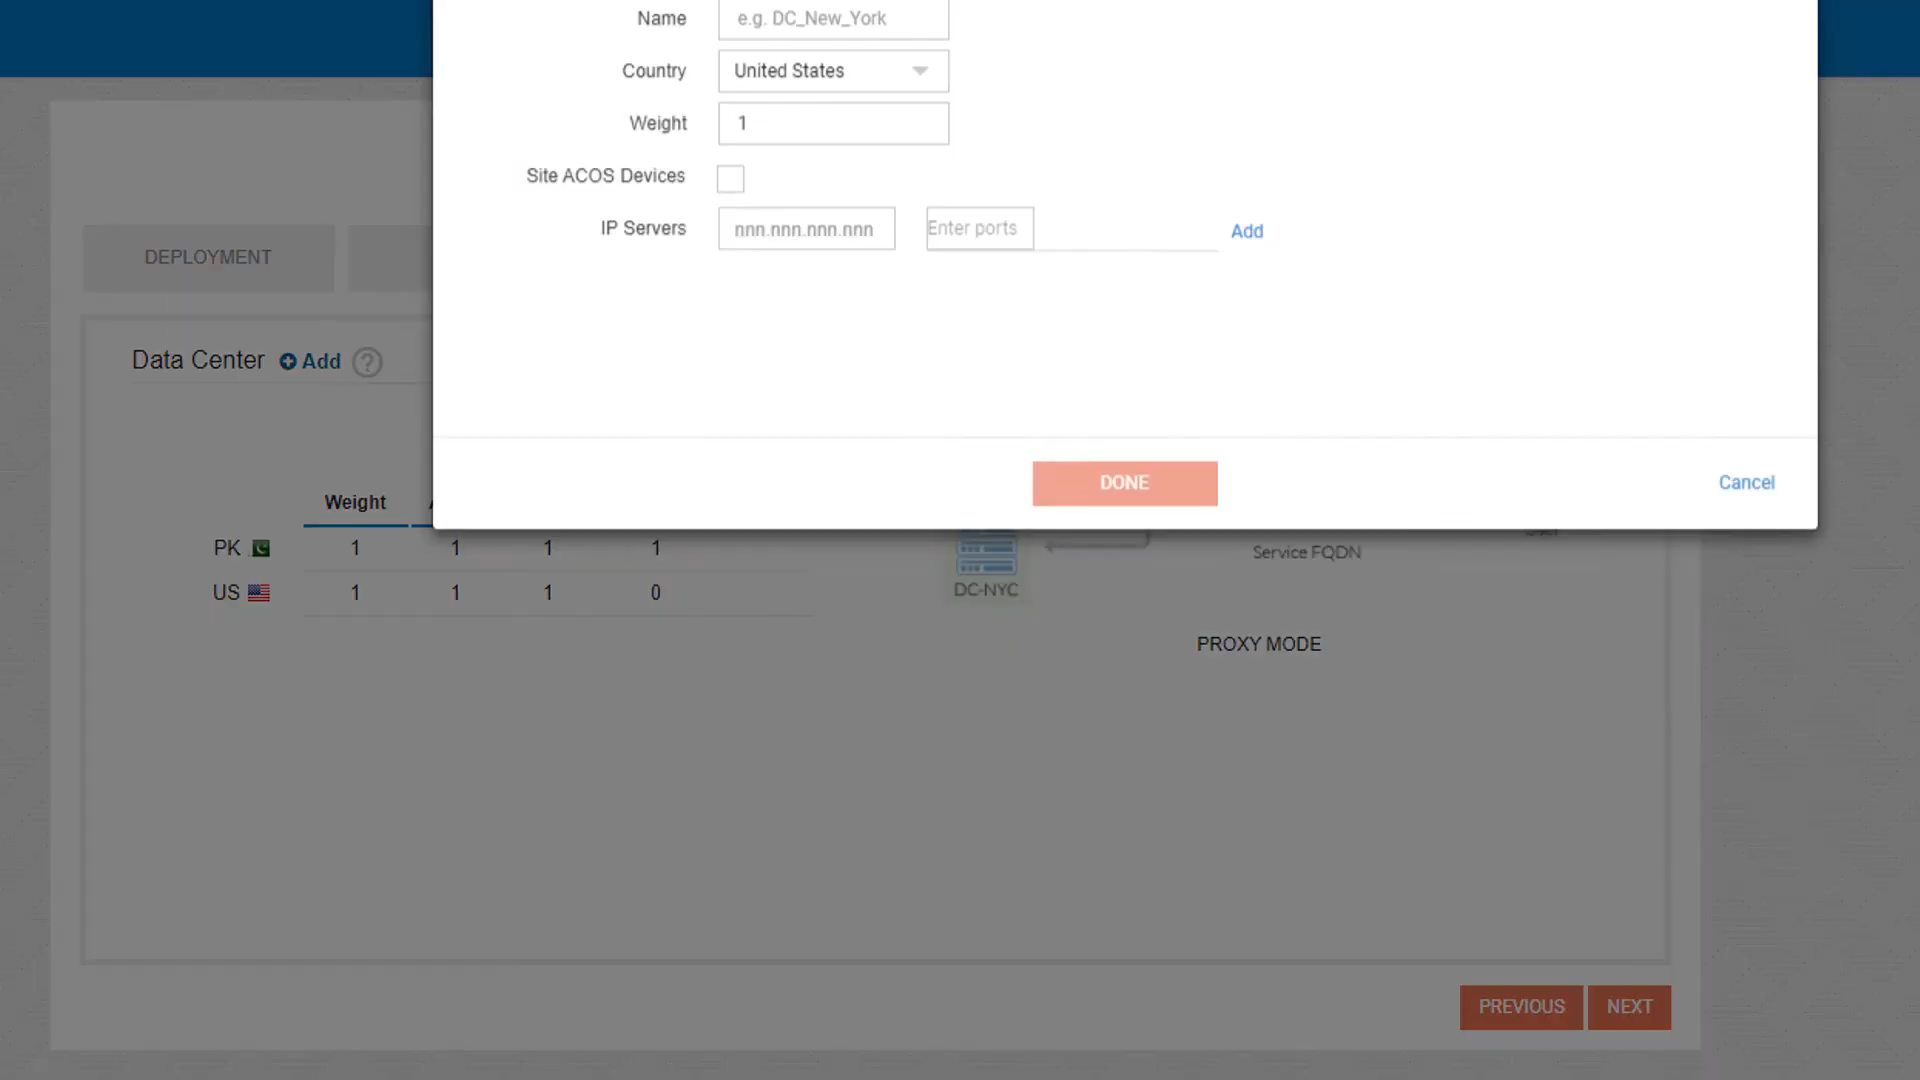 Name e.g. DC_New_York
Country United States
Weight 1
Site ACOS Devices
IP Servers nnn.nnn.nnn.nnn Enter ports Add
DEPLOYMENT
Data Center Add ?
DONE Cancel
Weight
PK 1 1 1 1
US 1 1 1 0
Service FQDN
DC-NYC
PROXY MODE
PREVIOUS NEXT